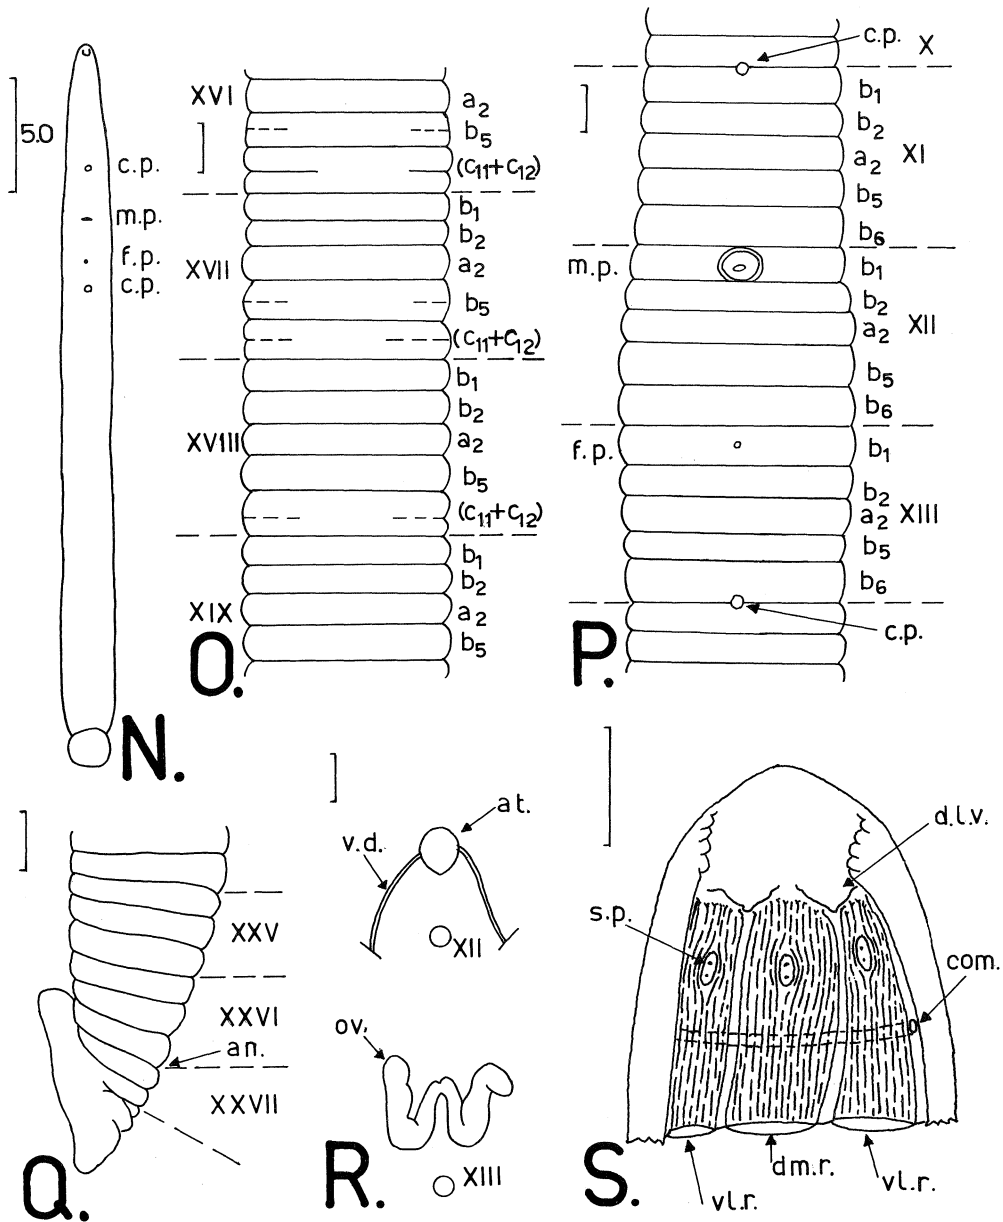 5.0
c.p.
m.p.
f.p.
c.p.
N.
XVI
a2
b5
(c11+c12)
b1
b2
XVII
a2
b5
(c11+c12)
b1
b2
XVIII
a2
b5
(c11+c12)
b1
b2
XIX
a2
b5
O.
c.p.
X
b1
b2
a2
XI
b5
b6
m.p.
b1
b2
XII
a2
b5
b6
f.p.
b1
b2
a2
XIII
b5
b6
c.p.
P.
XXV
XXVI
an.
XXVII
Q.
at.
v.d.
XII
ov.
XIII
R.
d.l.v.
s.p.
com.
dm.r.
vl.r.
vl.r.
S.